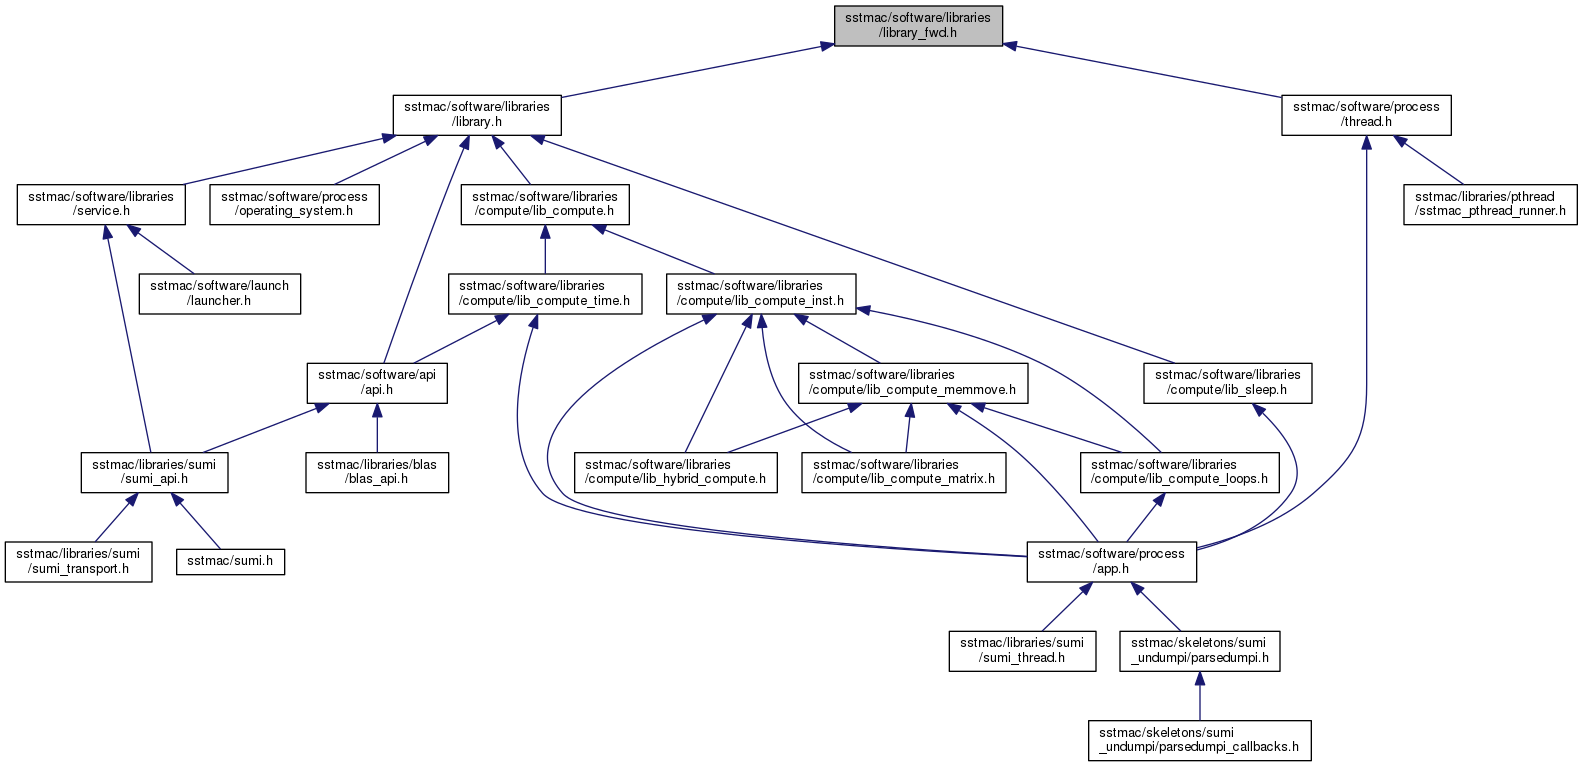 sstmac/software/libraries
/library_fwd.h
sstmac/software/libraries
/library.h
sstmac/software/process
/thread.h
sstmac/software/libraries
/service.h
sstmac/software/process
/operating_system.h
sstmac/software/libraries
/compute/lib_compute.h
sstmac/libraries/pthread
/sstmac_pthread_runner.h
sstmac/software/launch
/launcher.h
sstmac/software/libraries
/compute/lib_compute_time.h
sstmac/software/libraries
/compute/lib_compute_inst.h
sstmac/software/api
/api.h
sstmac/software/libraries
/compute/lib_compute_memmove.h
sstmac/software/libraries
/compute/lib_sleep.h
sstmac/libraries/sumi
/sumi_api.h
sstmac/libraries/blas
/blas_api.h
sstmac/software/libraries
/compute/lib_hybrid_compute.h
sstmac/software/libraries
/compute/lib_compute_matrix.h
sstmac/software/libraries
/compute/lib_compute_loops.h
sstmac/libraries/sumi
/sumi_transport.h
sstmac/sumi.h
sstmac/software/process
/app.h
sstmac/libraries/sumi
/sumi_thread.h
sstmac/skeletons/sumi
_undumpi/parsedumpi.h
sstmac/skeletons/sumi
_undumpi/parsedumpi_callbacks.h